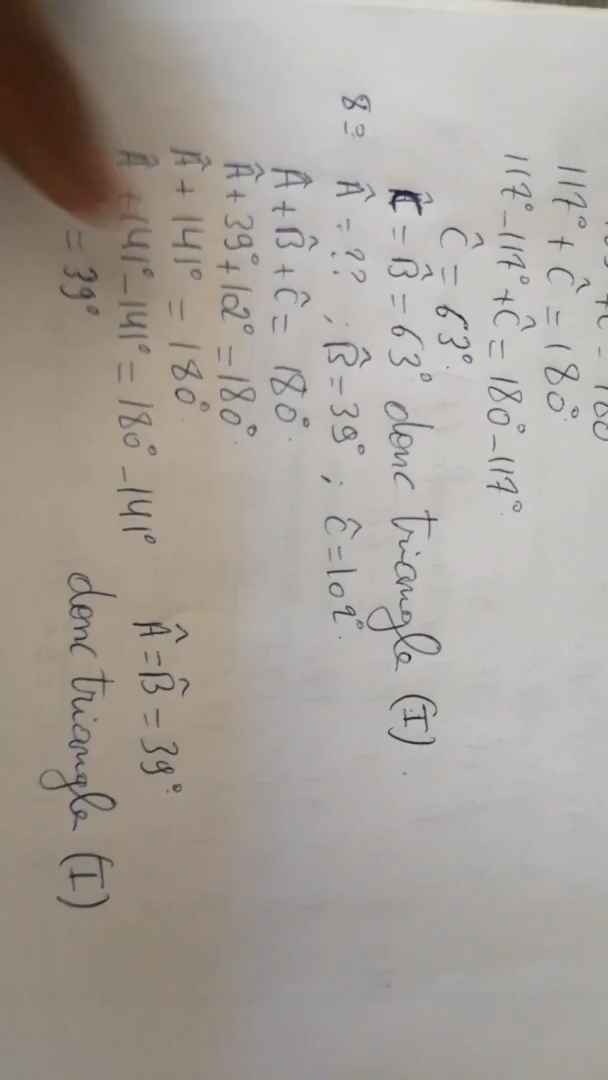 117° + Ĉ = 180°
117° - 117° + Ĉ = 180° - 117°
Ĉ = 63°.
Ĉ = B̂ = 63° donc triangle (I).
8= Â = ?? ; B̂ = 39° ; Ĉ = 102°.
Â + B̂ + Ĉ = 180°.
Â + 39° + 102° = 180°.
Â + 141° = 180°
Â + 141° - 141° = 180° - 141°
= 39°
Â = B̂ = 39°
donc triangle (I)